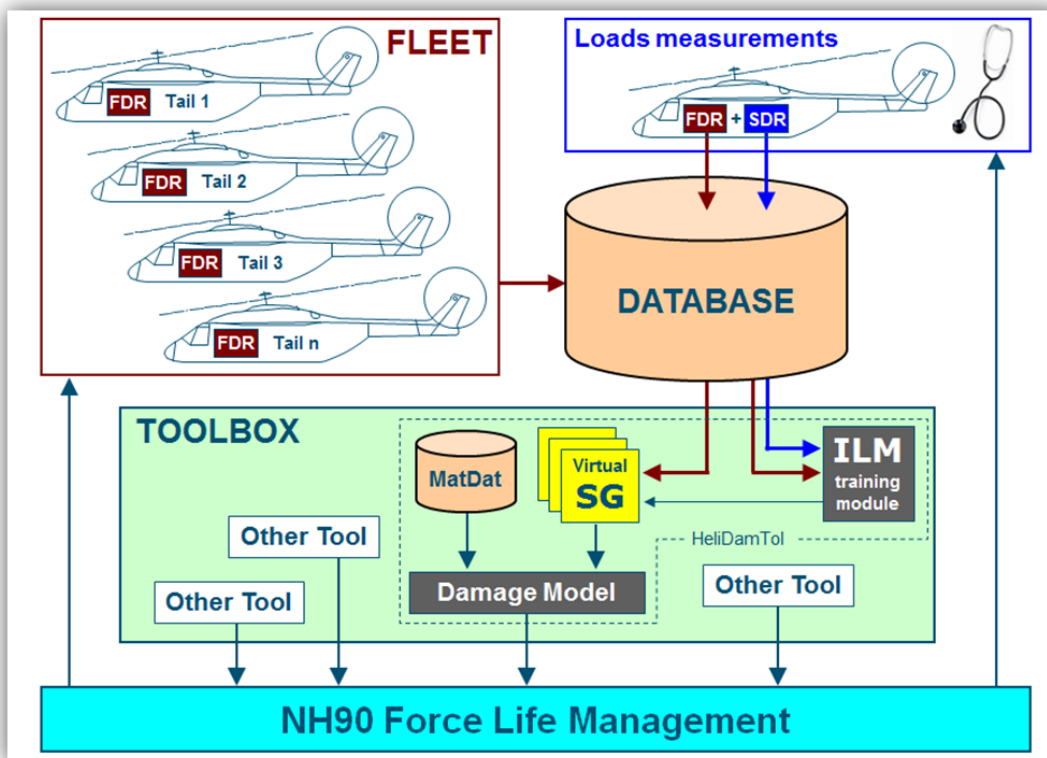 FLEET
FDR Tail 1
FDR Tail 2
FDR Tail 3
FDR Tail n
Loads measurements
FDR + SDR
DATABASE
TOOLBOX
MatDat
Virtual
SG
ILM
training
module
HeliDamTol
Other Tool
Other Tool
Damage Model
Other Tool
NH90 Force Life Management